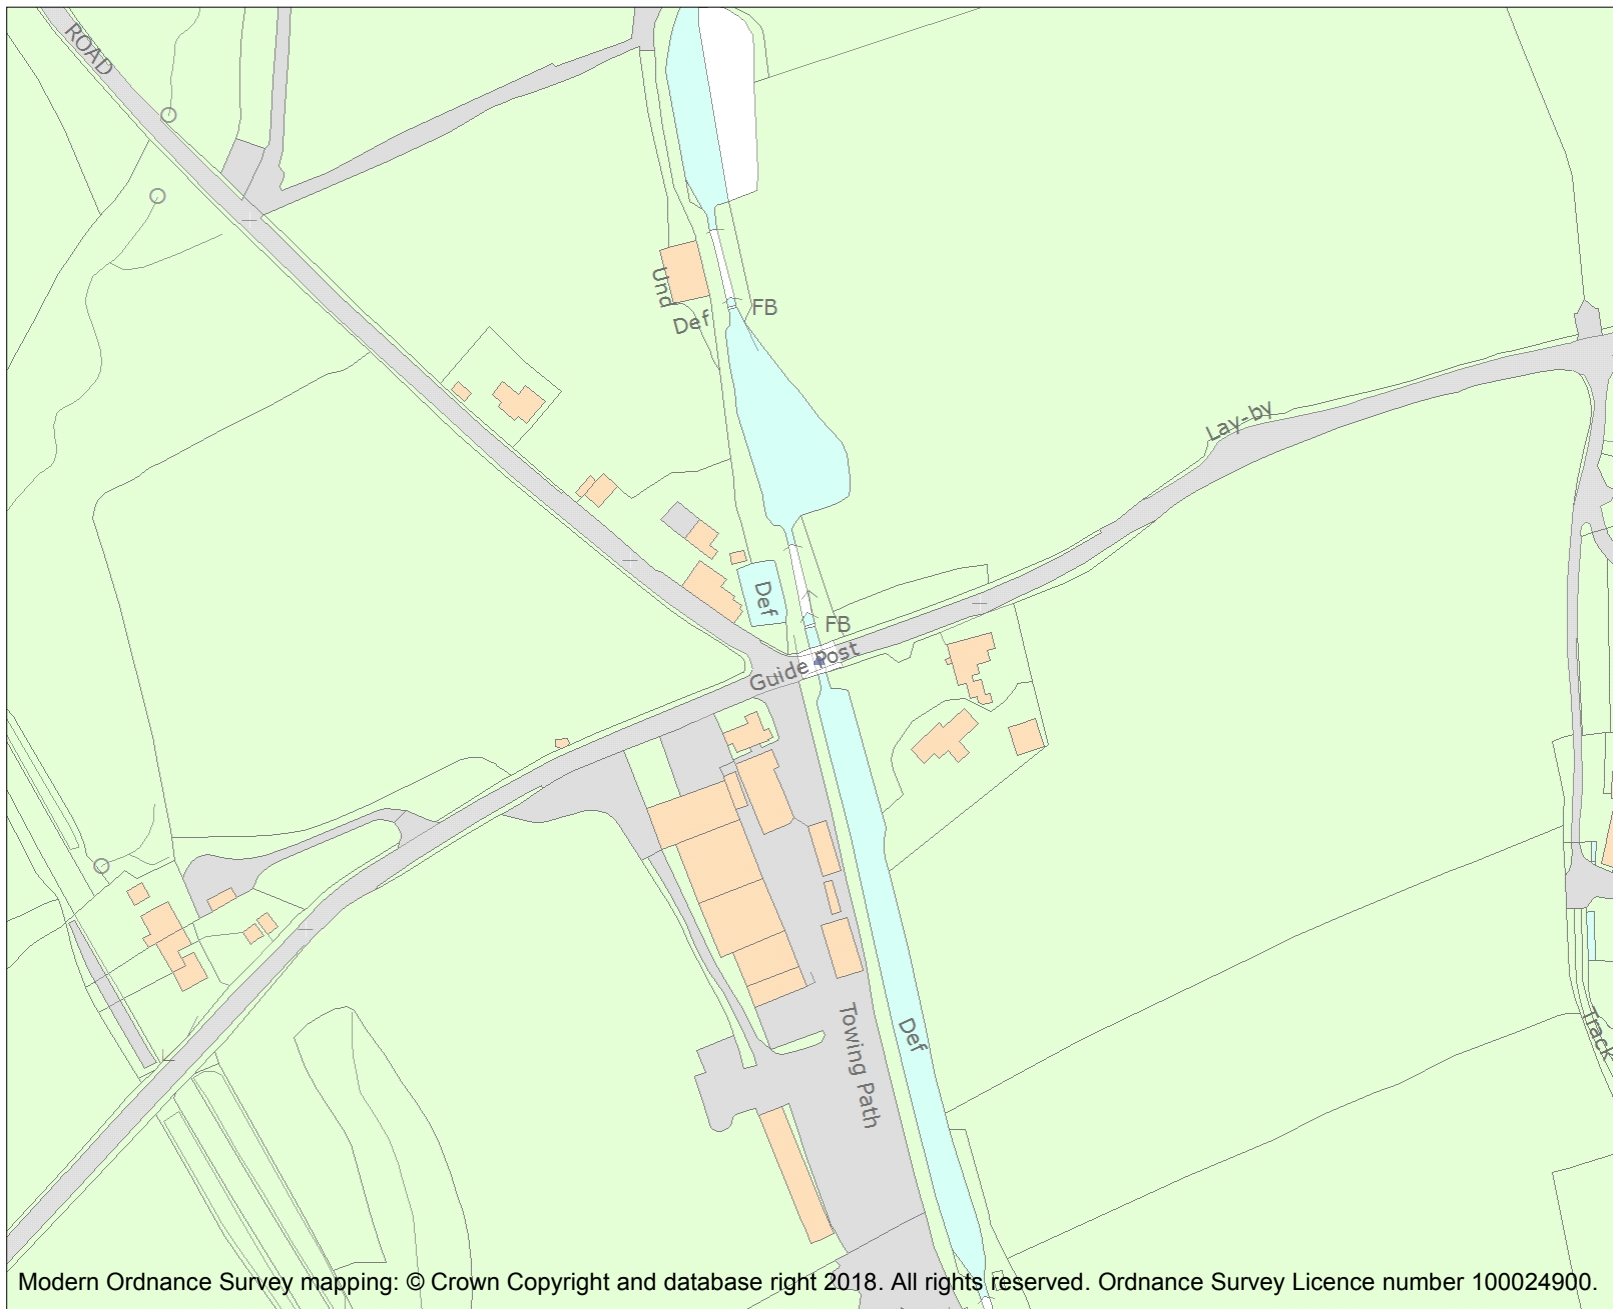 ROAD
Und
Def
FB
Lay-by
Def
FB
Guide Post
Towing Path
Def
Track
Modern Ordnance Survey mapping: © Crown Copyright and database right 2018. All rights reserved. Ordnance Survey Licence number 100024900.